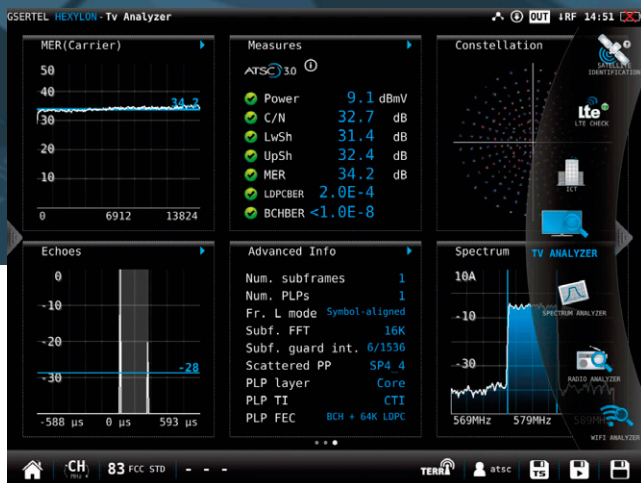 GSERTEL HEXYLON - Tv Analyzer
OUT RF 14:51
MER(Carrier)
50
40
34.2
30
20
10
0 6912 13824
Measures
ATSC 3.0
Power 9.1 dBmV
C/N 32.7 dB
LwSh 31.4 dB
UpSh 32.4 dB
MER 34.2 dB
LDPCBER 2.0E-4
BCHBER <1.0E-8
Constellation
Echoes
0
-10
-20
-28
-30
-588 µs 0 µs 593 µs
Advanced Info
Num. subframes 1
Num. PLPs 1
Fr. L mode Symbol-aligned
Subf. FFT 16K
Subf. guard int. 6/1536
Scattered PP SP4_4
PLP layer Core
PLP TI CTI
PLP FEC BCH + 64K LDPC
Spectrum
10A
-10
-30
569MHz 579MHz 589MHz
SATELLITE
IDENTIFICATION
Lte
LTE CHECK
ICT
TV ANALYZER
SPECTRUM ANALYZER
RADIO ANALYZER
WIFI ANALYZER
CH
MHz
83 FCC STD - - -
TERR
atsc
TS